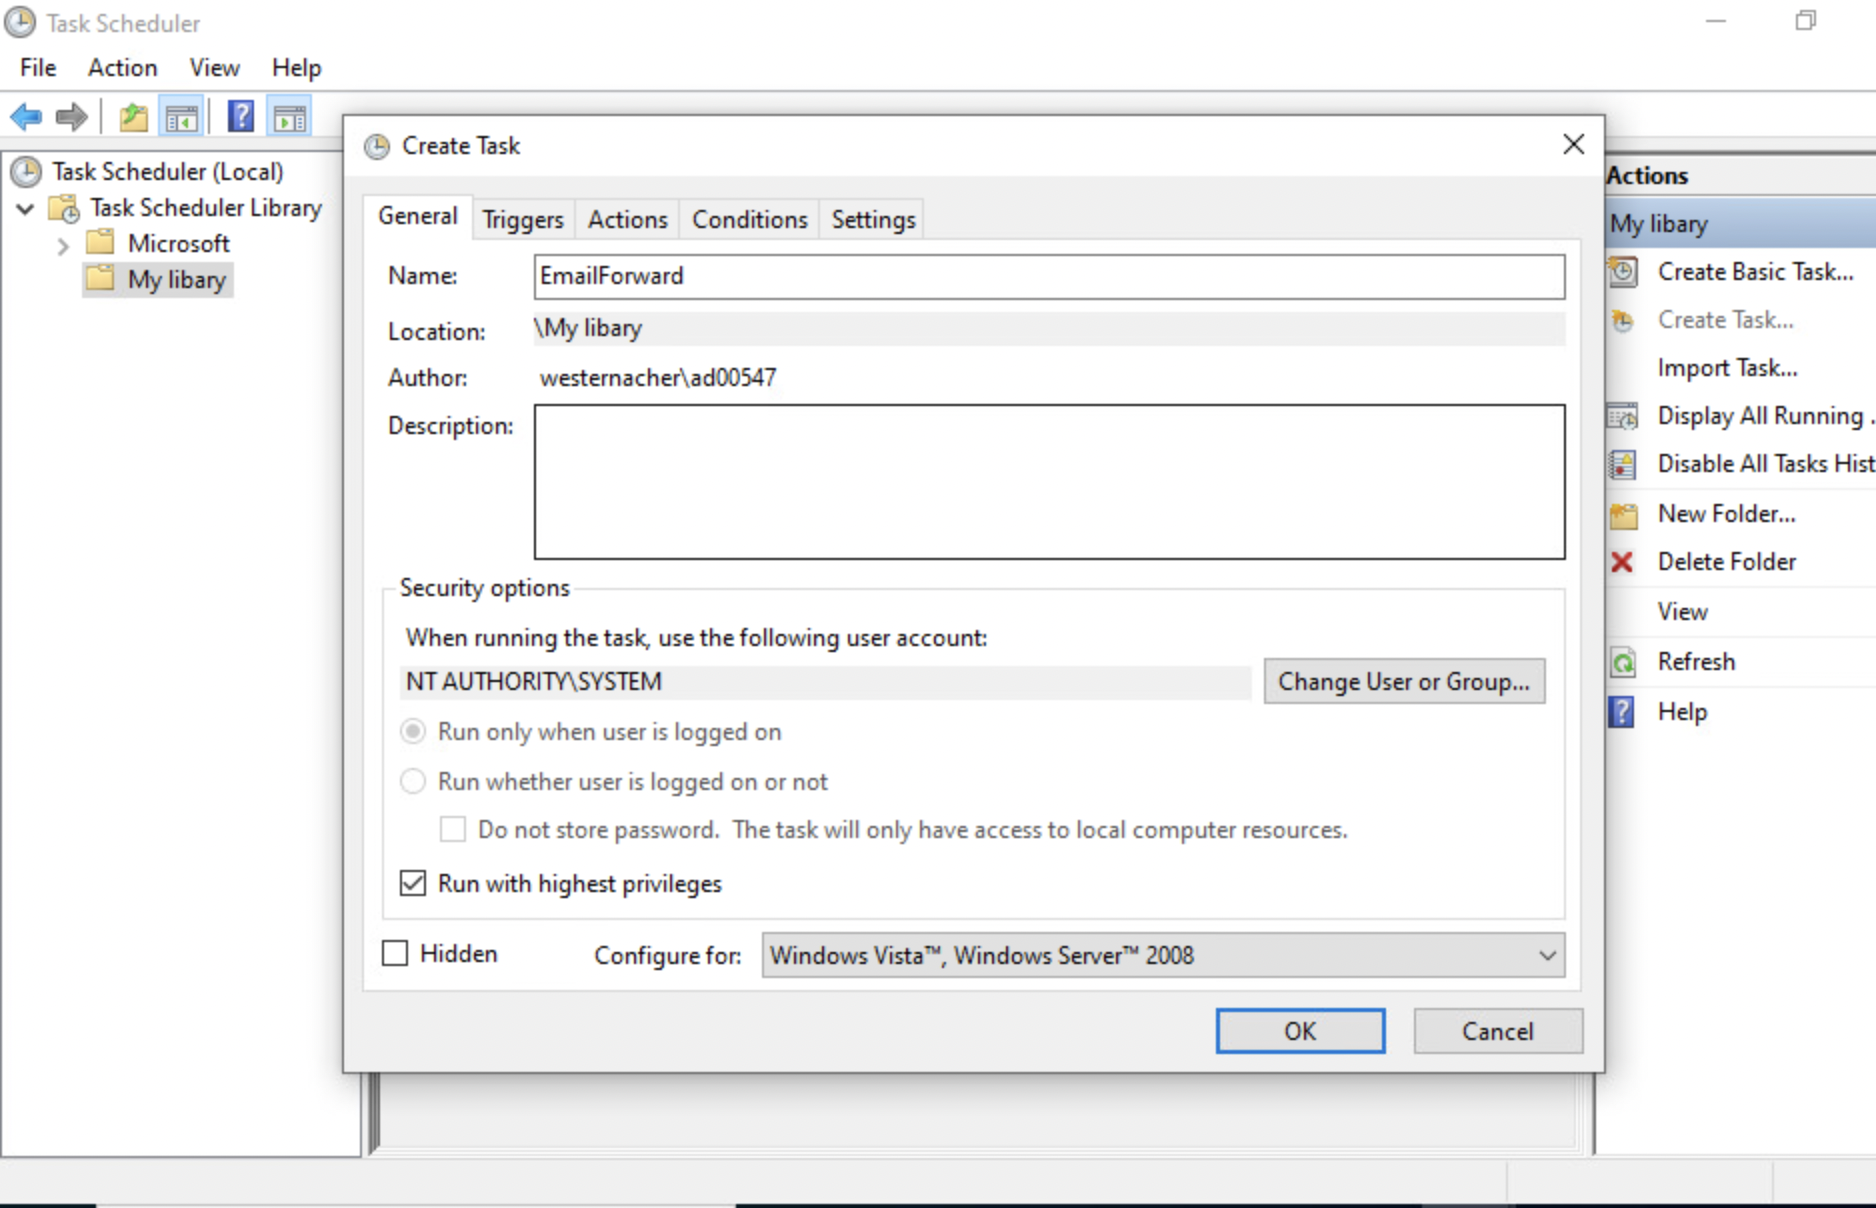 Task Scheduler
File Action View Help
Task Scheduler (Local)
Task Scheduler Library
Microsoft
My libary
Create Task
General Triggers Actions Conditions Settings
Name: EmailForward
Location: \My libary
Author: westernacher\ad00547
Description:
Security options
When running the task, use the following user account:
NT AUTHORITY\SYSTEM Change User or Group...
Run only when user is logged on
Run whether user is logged on or not
Do not store password. The task will only have access to local computer resources.
Run with highest privileges
Hidden Configure for: Windows Vista™, Windows Server™ 2008
OK Cancel
Actions
My libary
Create Basic Task...
Create Task...
Import Task...
Display All Running .
Disable All Tasks Hist
New Folder...
Delete Folder
View
Refresh
Help